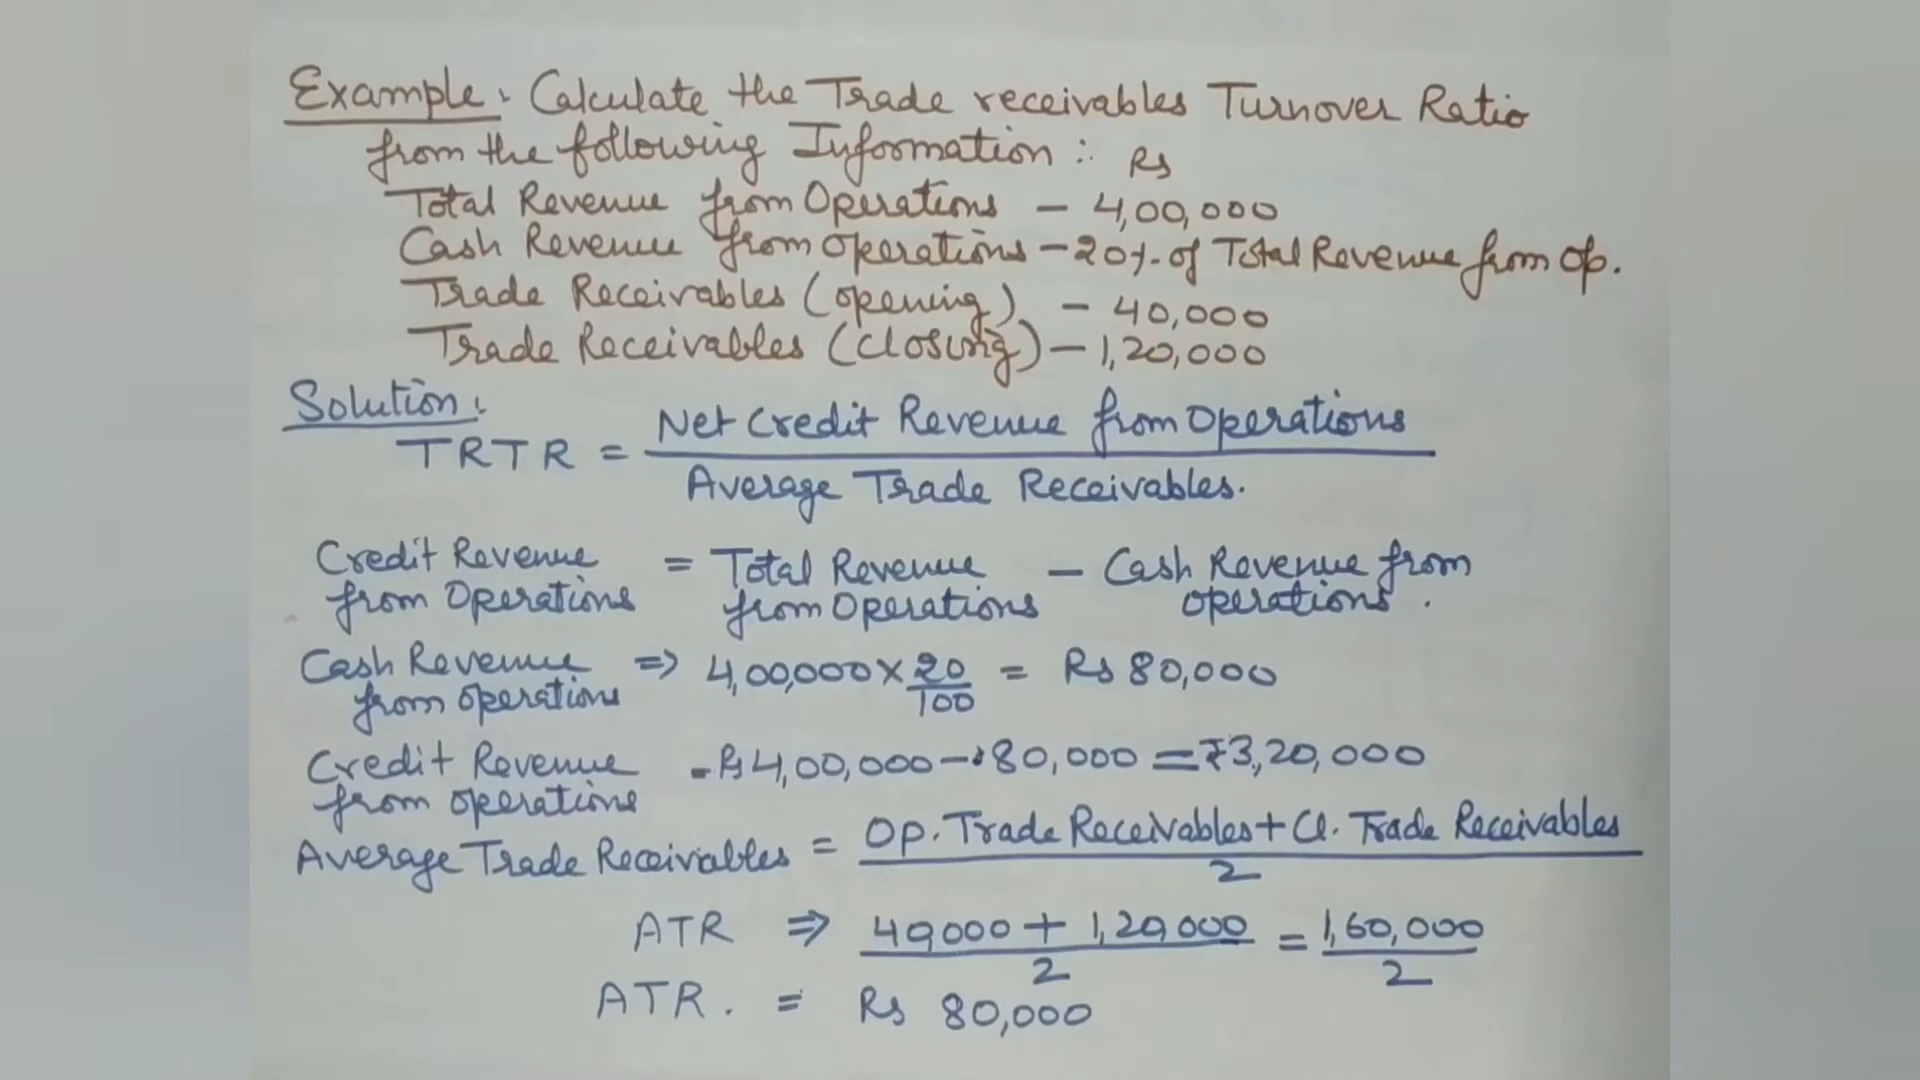 Example: Calculate the Trade receivables Turnover Ratio
from the following Information: Rs
Total Revenue from Operations - 4,00,000
Cash Revenue from Operations - 20% of Total Revenue from Op.
Trade Receivables (opening) - 40,000
Trade Receivables (closing) - 1,20,000
Solution:
TRTR = Net Credit Revenue from Operations
Average Trade Receivables.
Credit Revenue = Total Revenue - Cash Revenue from
from Operations from Operations operations.
Cash Revenue => 4,00,000 × 20/100 = Rs 80,000
from operations
Credit Revenue - Rs 4,00,000 - 80,000 = ₹3,20,000
from operations
Average Trade Receivables = Op. Trade Receivables + Cl. Trade Receivables
2
ATR => 40,000 + 1,20,000 = 1,60,000
2 2
ATR. = Rs 80,000